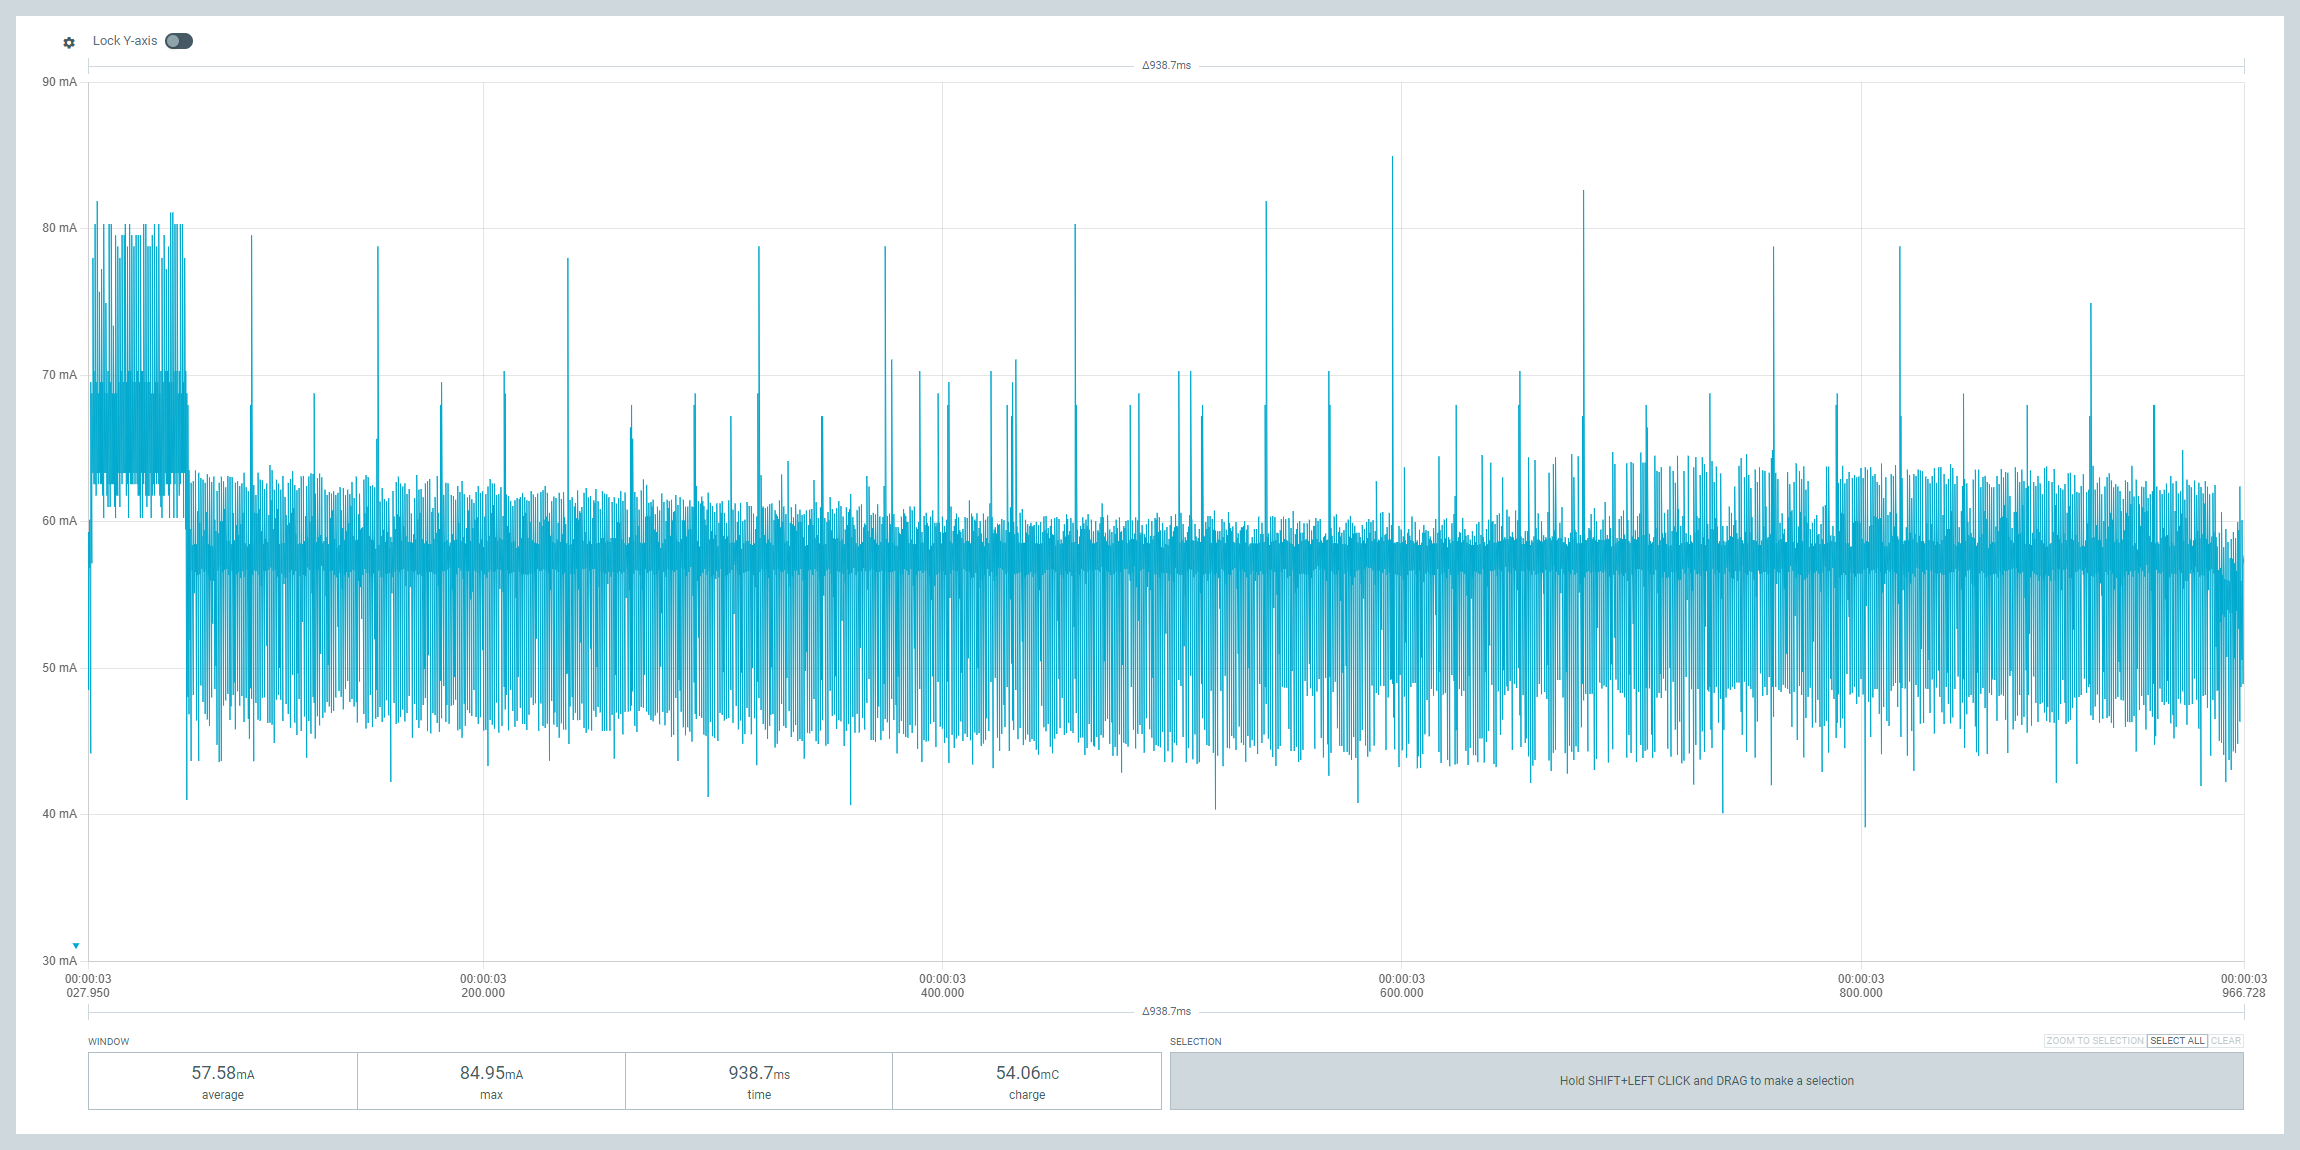 Lock Y-axis
Δ938.7ms
90 mA
80 mA
70 mA
60 mA
50 mA
40 mA
30 mA
00:00:03 00:00:03 00:00:03 00:00:03 00:00:03 00:00:03
027.950 200.000 400.000 600.000 800.000 966.728
Δ938.7ms
WINDOW
57.58mA 84.95mA 938.7ms 54.06mC
average max time charge
SELECTION ZOOM TO SELECTION SELECT ALL CLEAR
Hold SHIFT+LEFT CLICK and DRAG to make a selection